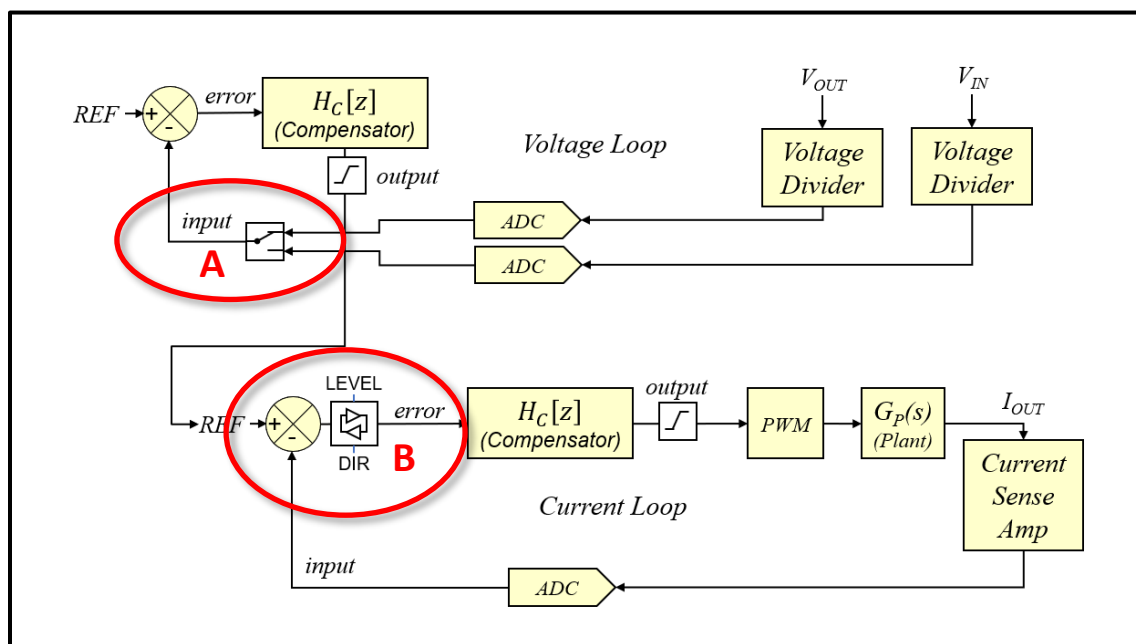 REF
+
-
error
H_C[z]
(Compensator)
output
Voltage Loop
V_OUT
V_IN
Voltage
Divider
Voltage
Divider
input
A
ADC
ADC
REF
+
-
LEVEL
DIR
error
B
H_C[z]
(Compensator)
output
PWM
G_P(s)
(Plant)
I_OUT
Current
Sense
Amp
Current Loop
input
ADC